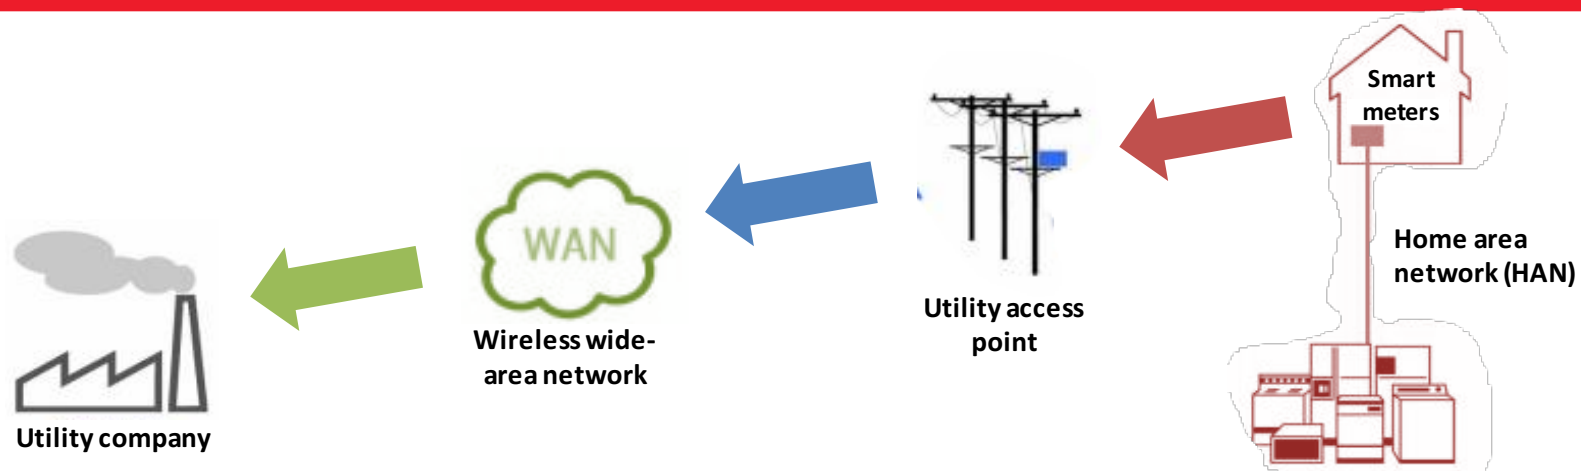 Smart
meters
Home area
network (HAN)
Utility access
point
WAN
Wireless wide-
area network
Utility company